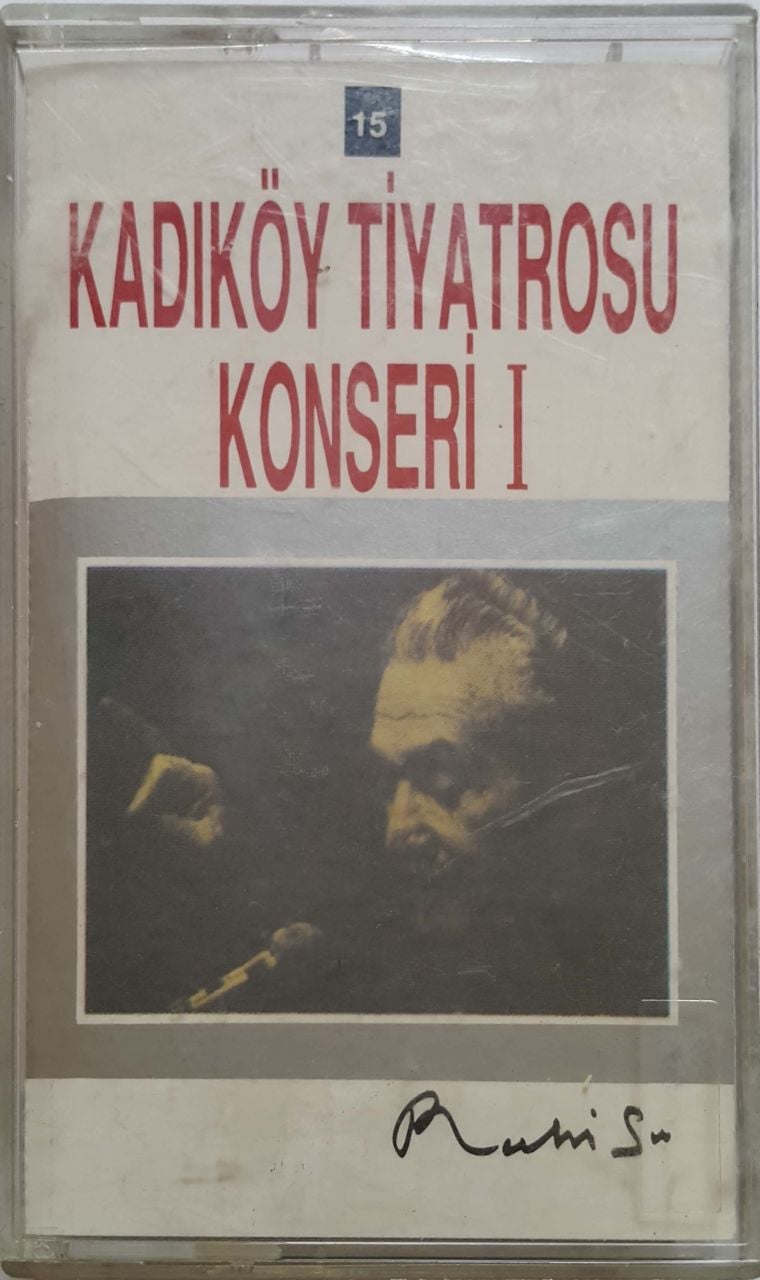 15
KADIKÖY TİYATROSU
KONSERİ I
Ruhi Su